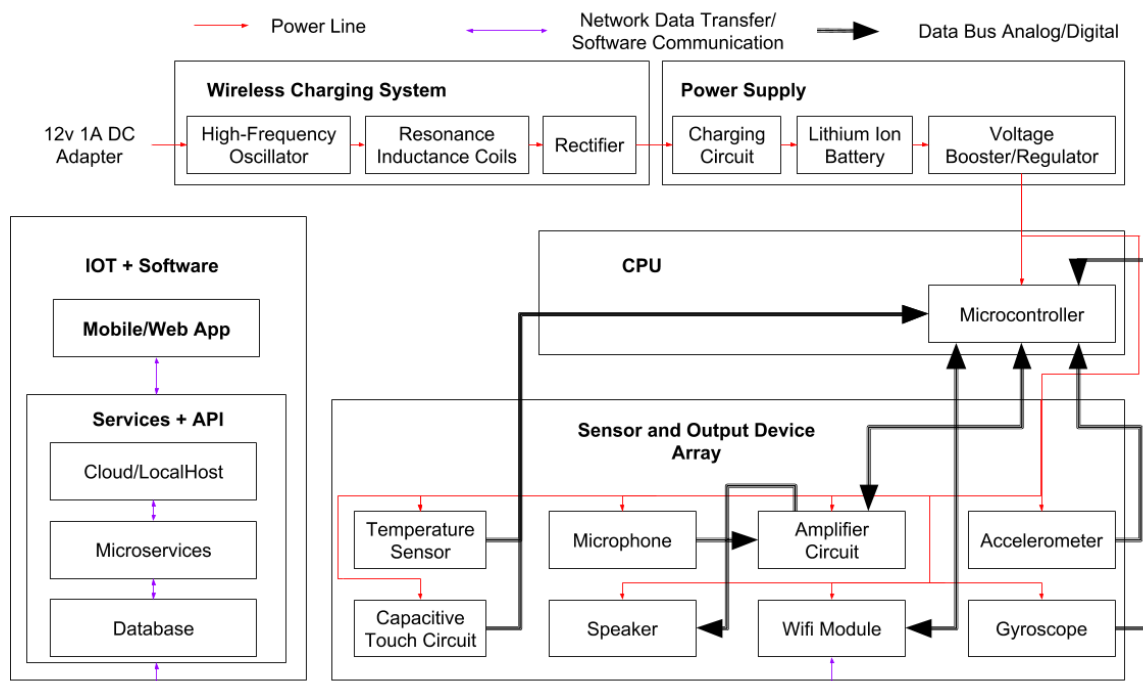 Power Line
Network Data Transfer/
Software Communication
Data Bus Analog/Digital
Wireless Charging System
Power Supply
12v 1A DC
Adapter
High-Frequency
Oscillator
Resonance
Inductance Coils
Rectifier
Charging
Circuit
Lithium Ion
Battery
Voltage
Booster/Regulator
IOT + Software
CPU
Mobile/Web App
Microcontroller
Services + API
Sensor and Output Device
Array
Cloud/LocalHost
Microservices
Database
Temperature
Sensor
Microphone
Amplifier
Circuit
Accelerometer
Capacitive
Touch Circuit
Speaker
Wifi Module
Gyroscope